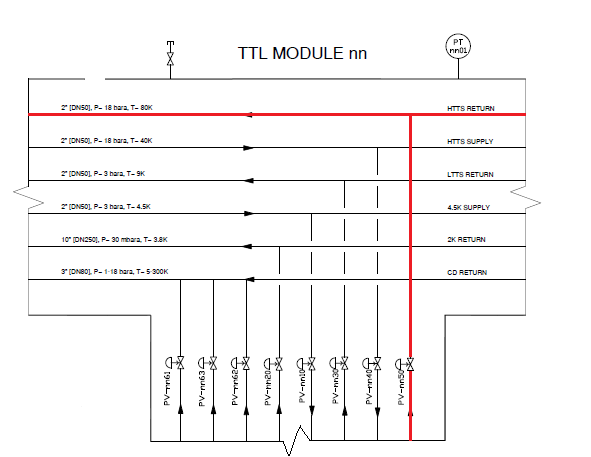 TTL MODULE nn
PT
nn01
2" [DN50], P= 18 bara, T= 80K
HTTS RETURN
2" [DN50], P= 18 bara, T= 40K
HTTS SUPPLY
2" [DN50], P= 3 bara, T= 9K
LTTS RETURN
2" [DN50], P= 3 bara, T= 4.5K
4.5K SUPPLY
10" [DN250], P= 30 mbara, T= 3.8K
2K RETURN
3" [DN80], P= 1-18 bara, T= 5-300K
CD RETURN
PV-nn61
PV-nn63
PV-nn62
PV-nn20
PV-nn10
PV-nn30
PV-nn40
PV-nn50